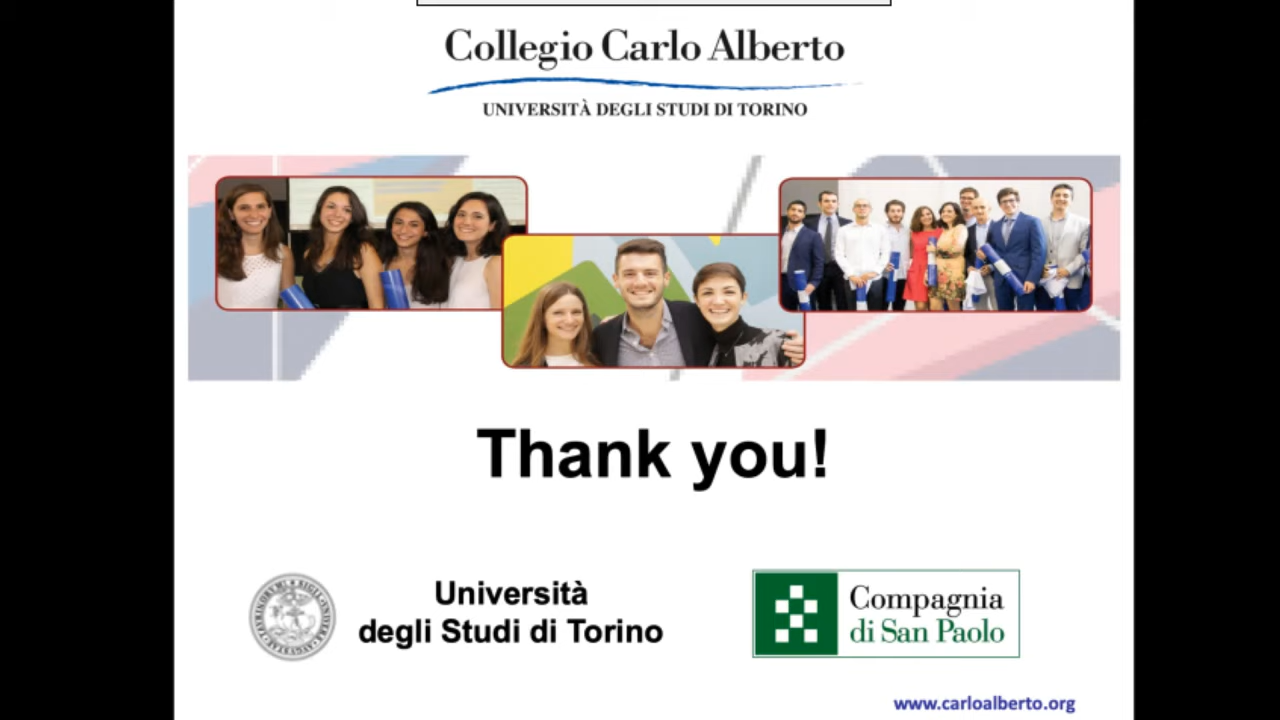 Collegio Carlo Alberto
UNIVERSITÀ DEGLI STUDI DI TORINO
Thank you!
Università
degli Studi di Torino
Compagnia
di San Paolo
www.carloalberto.org